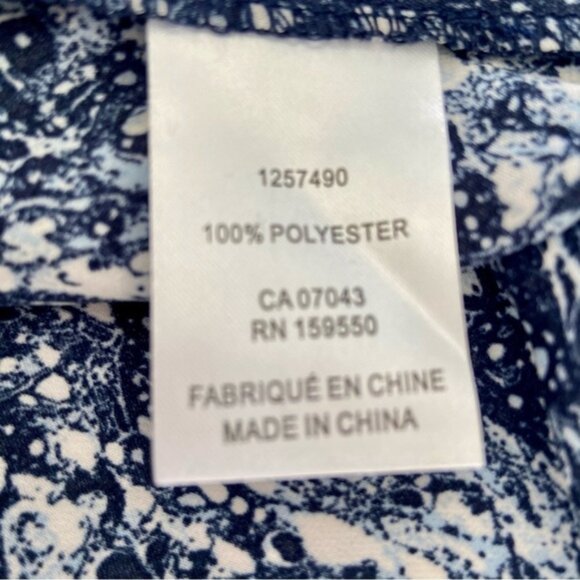 1257490
100% POLYESTER
CA 07043
RN 159550
FABRIQUÉ EN CHINE
MADE IN CHINA